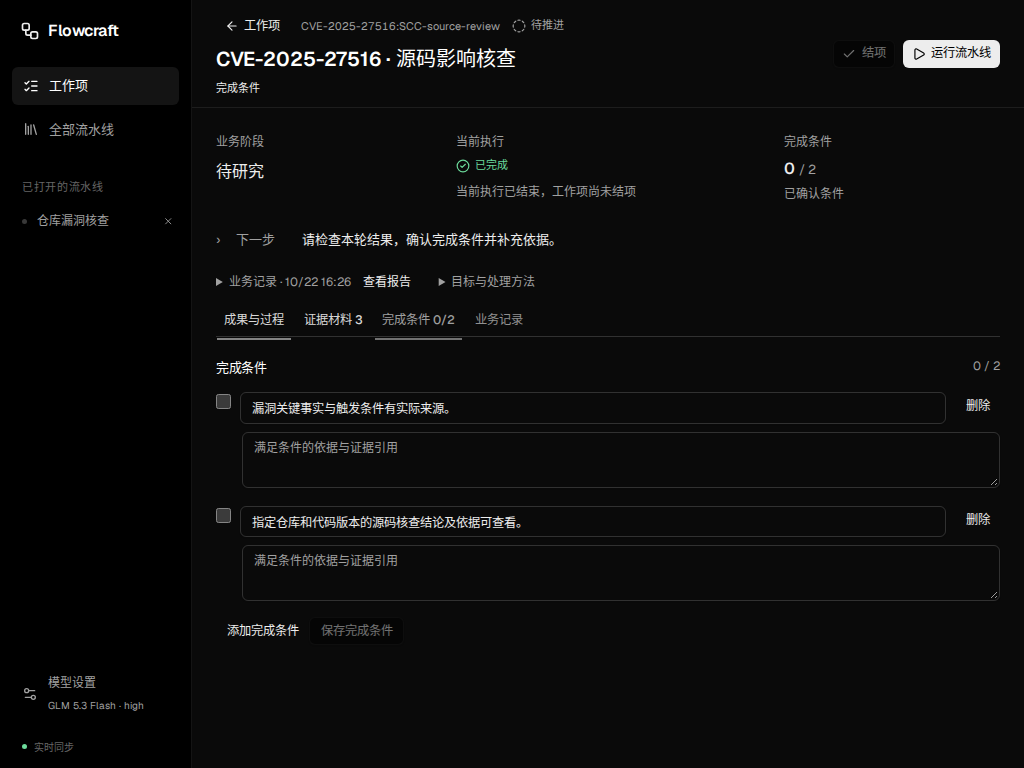 Flowcraft
工作项
全部流水线
已打开的流水线
仓库漏洞核查 ×
模型设置
GLM 5.3 Flash · high
实时同步
← 工作项 CVE-2025-27516:SCC-source-review 待推进
CVE-2025-27516 · 源码影响核查
完成条件
结项 运行流水线
业务阶段 当前执行 完成条件
待研究 已完成 0 / 2
当前执行已结束，工作项尚未结项 已确认条件
› 下一步 请检查本轮结果，确认完成条件并补充依据。
▶ 业务记录 · 10/22 16:26 查看报告 ▶ 目标与处理方法
成果与过程 证据材料 3 完成条件 0/2 业务记录
完成条件 0 / 2
漏洞关键事实与触发条件有实际来源。 删除
满足条件的依据与证据引用
指定仓库和代码版本的源码核查结论及依据可查看。 删除
满足条件的依据与证据引用
添加完成条件 保存完成条件